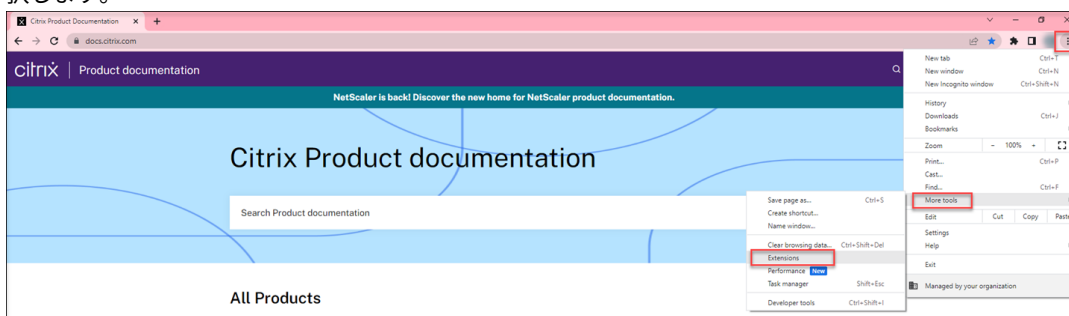 択します。
Citrix Product Documentation
docs.citrix.com
citrix | Product documentation
NetScaler is back! Discover the new home for NetScaler product documentation.
Citrix Product documentation
Search Product documentation
All Products
New tab Ctrl+T
New window Ctrl+N
New Incognito window Ctrl+Shift+N
History
Downloads Ctrl+J
Bookmarks
Zoom - 100% +
Print... Ctrl+P
Cast...
Find... Ctrl+F
More tools
Edit Cut Copy Paste
Settings
Help
Exit
Managed by your organization
Save page as... Ctrl+S
Create shortcut...
Name window...
Clear browsing data... Ctrl+Shift+Del
Extensions
Performance New
Task manager Shift+Esc
Developer tools Ctrl+Shift+I